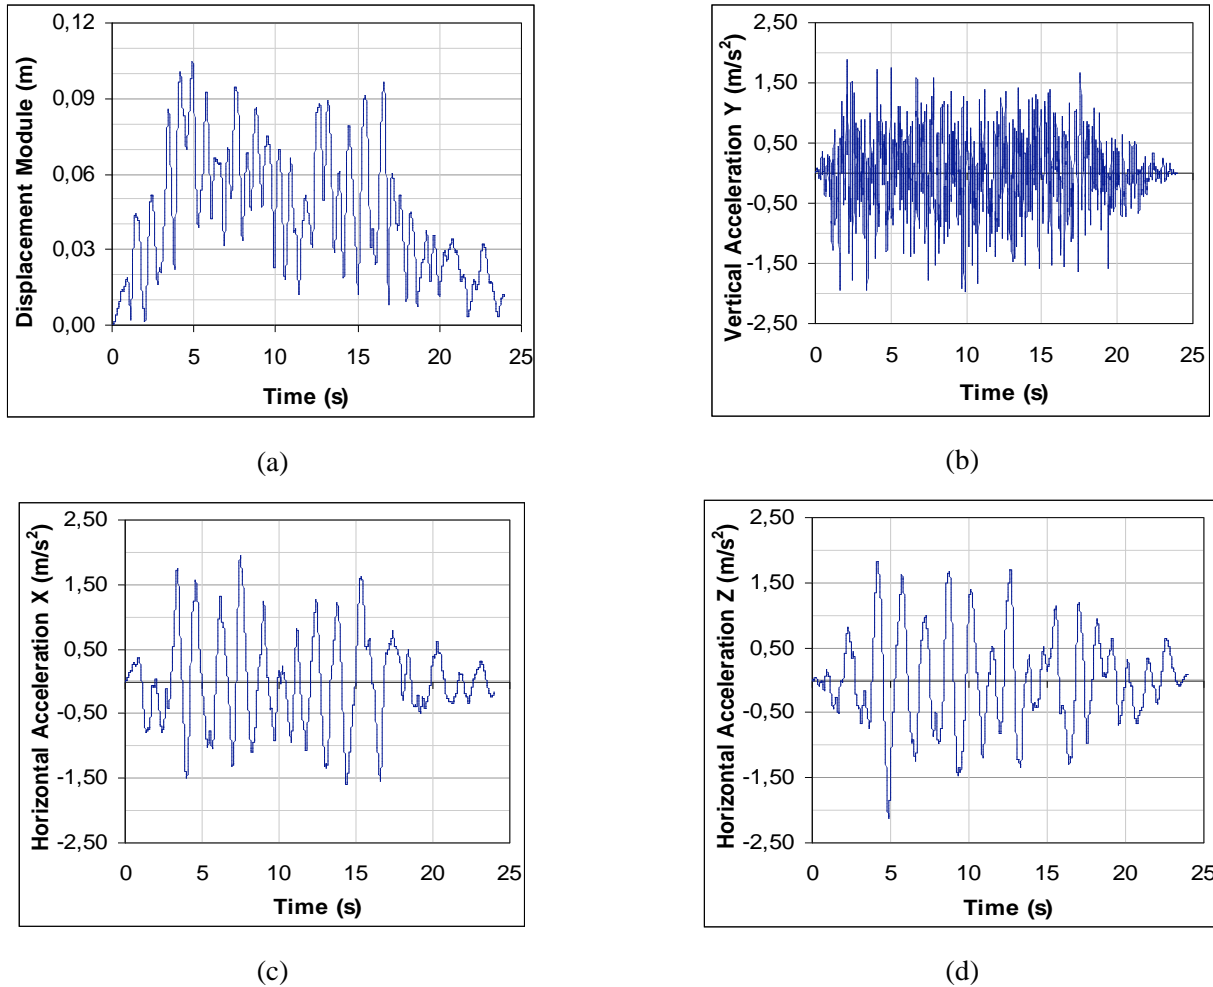 0,12
0,09
0,06
0,03
0,00
Displacement Module (m)
0 5 10 15 20 25
Time (s)
(a)
2,50
1,50
0,50
-0,50
-1,50
-2,50
Vertical Acceleration Y (m/s²)
0 5 10 15 20 25
Time (s)
(b)
2,50
1,50
0,50
-0,50
-1,50
-2,50
Horizontal Acceleration X (m/s²)
0 5 10 15 20 25
Time (s)
(c)
2,50
1,50
0,50
-0,50
-1,50
-2,50
Horizontal Acceleration Z (m/s²)
0 5 10 15 20 25
Time (s)
(d)